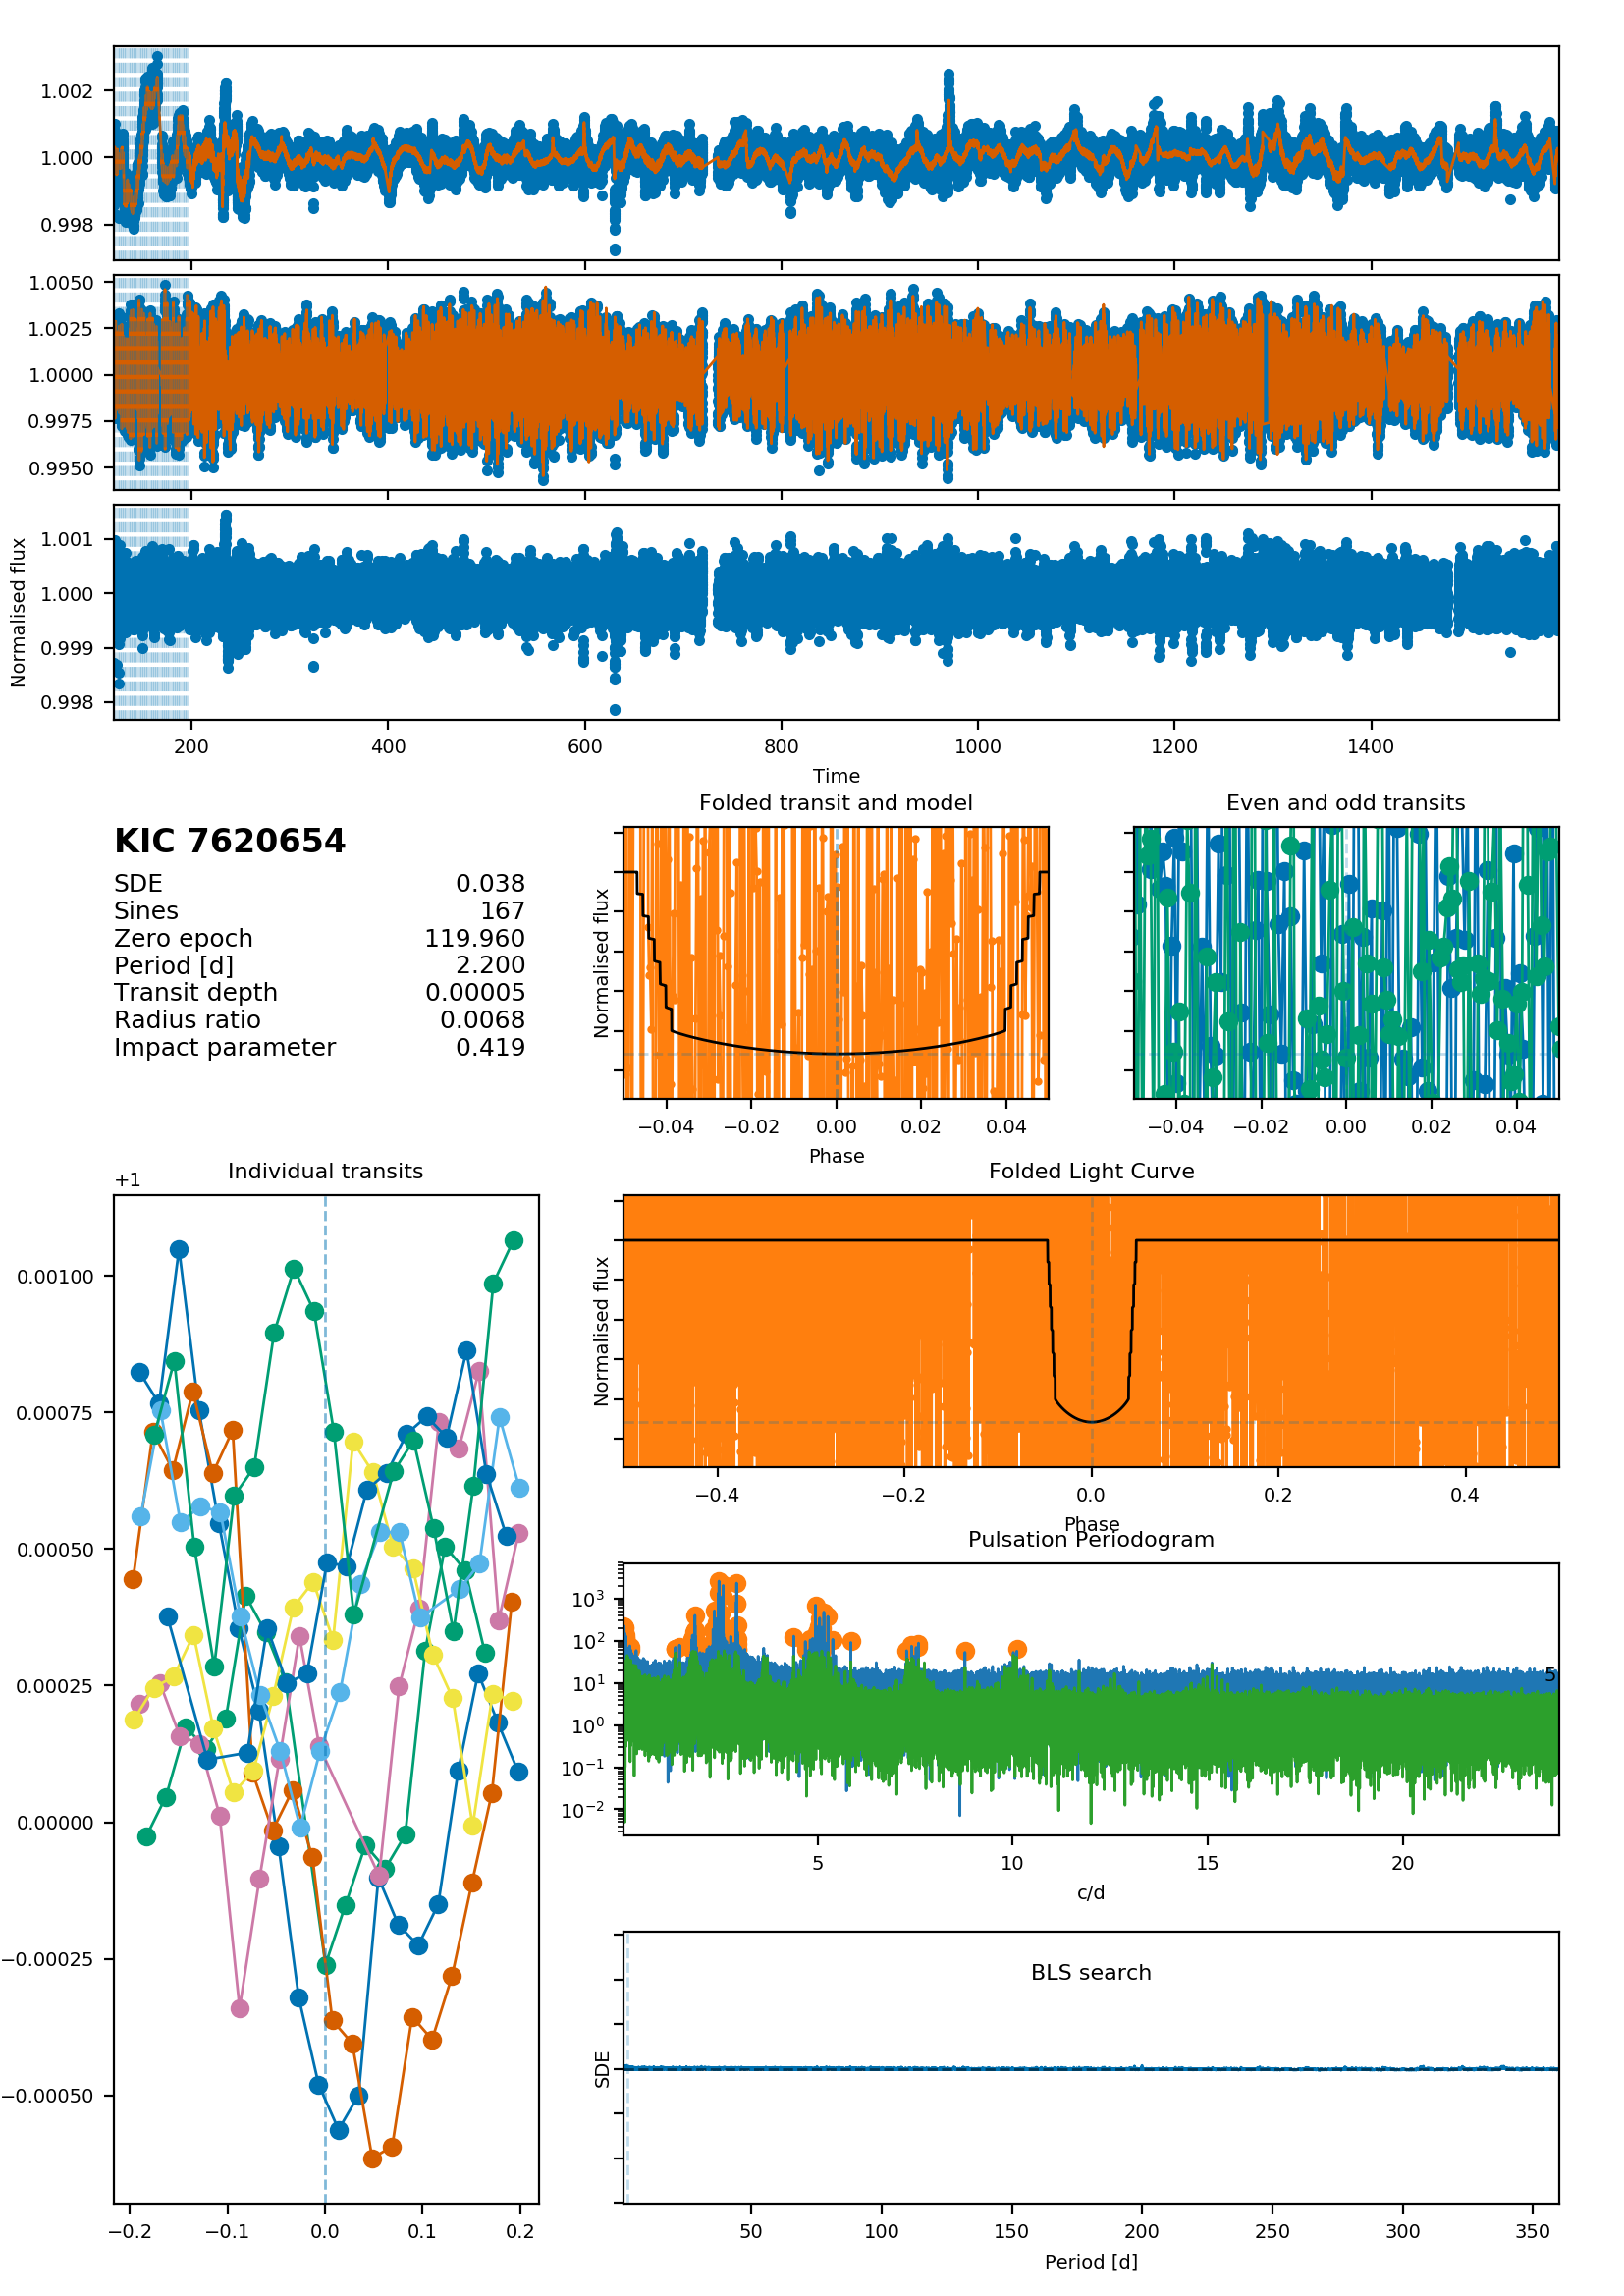 1.002
1.000
0.998
1.0050
1.0025
1.0000
0.9975
0.9950
1.001
1.000
0.999
0.998
Normalised flux
200 400 600 800 1000 1200 1400
Time
KIC 7620654
SDE 0.038
Sines 167
Zero epoch 119.960
Period [d] 2.200
Transit depth 0.00005
Radius ratio 0.0068
Impact parameter 0.419
Folded transit and model
Normalised flux
−0.04 −0.02 0.00 0.02 0.04
Phase
Even and odd transits
−0.04 −0.02 0.00 0.02 0.04
Individual transits
+1
0.00100
0.00075
0.00050
0.00025
0.00000
−0.00025
−0.00050
−0.2 −0.1 0.0 0.1 0.2
Folded Light Curve
Normalised flux
−0.4 −0.2 0.0 0.2 0.4
Phase
Pulsation Periodogram
10³
10²
10¹
10⁰
10⁻¹
10⁻²
5
5 10 15 20
c/d
BLS search
SDE
50 100 150 200 250 300 350
Period [d]